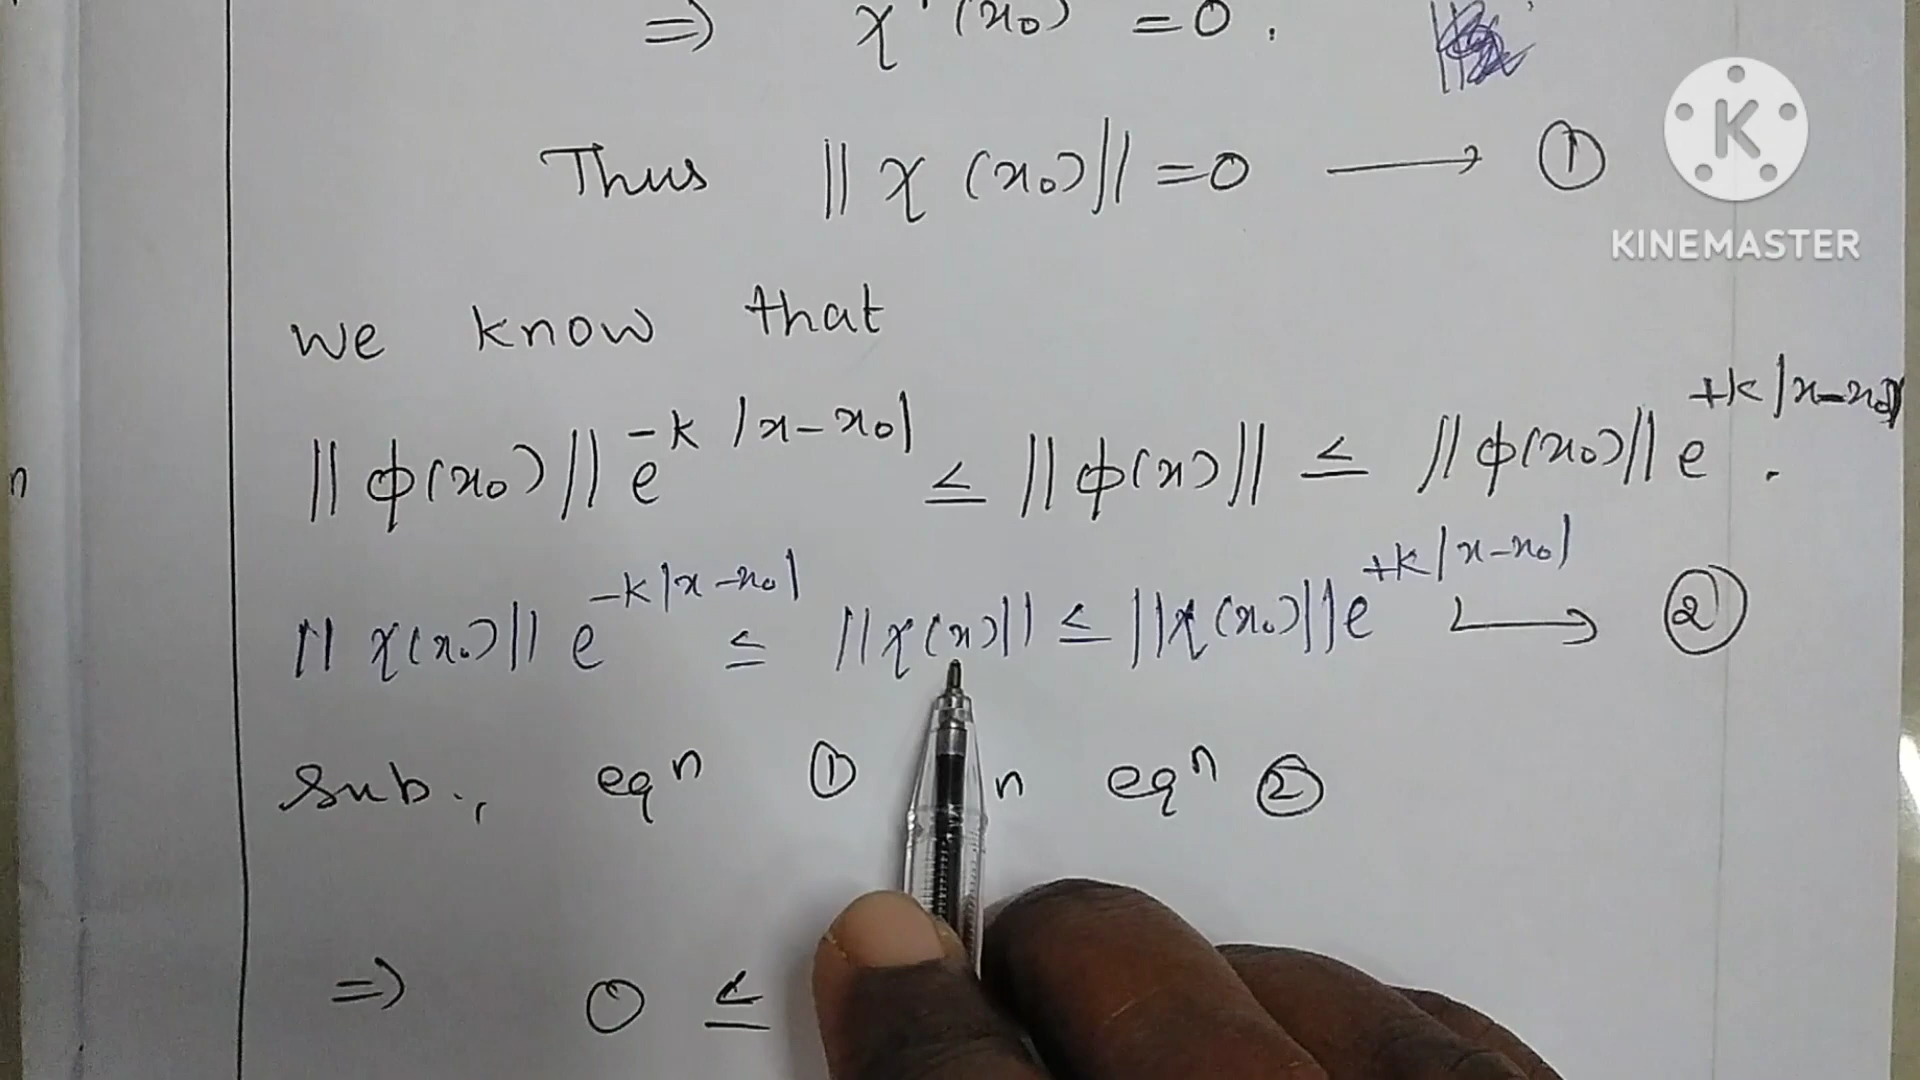 ⇒ χ'(x₀) = 0.
Thus ||χ(x₀)|| = 0 → ①
KINEMASTER
we know that
||φ(x₀)|| e^{-k|x-x₀|} ≤ ||φ(x)|| ≤ ||φ(x₀)|| e^{+k|x-x₀|}.
||χ(x₀)|| e^{-k|x-x₀|} ≤ ||χ(x)|| ≤ ||χ(x₀)|| e^{+k|x-x₀|} → ②
n
sub., eqⁿ ① n eqⁿ ②
⇒ 0 ≤